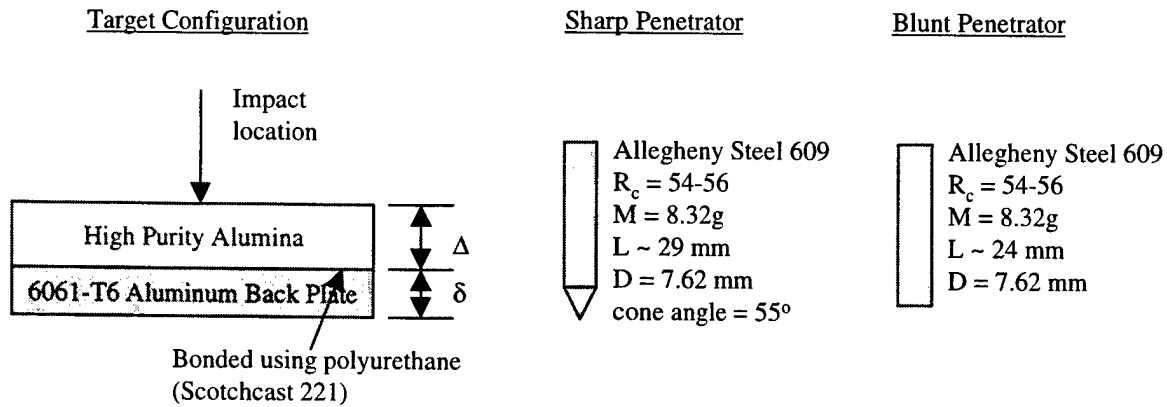 Target Configuration
Impact
location
High Purity Alumina
Δ
6061-T6 Aluminum Back Plate
δ
Bonded using polyurethane
(Scotchcast 221)
Sharp Penetrator
Allegheny Steel 609
R_c = 54-56
M = 8.32g
L ~ 29 mm
D = 7.62 mm
cone angle = 55º
Blunt Penetrator
Allegheny Steel 609
R_c = 54-56
M = 8.32g
L ~ 24 mm
D = 7.62 mm